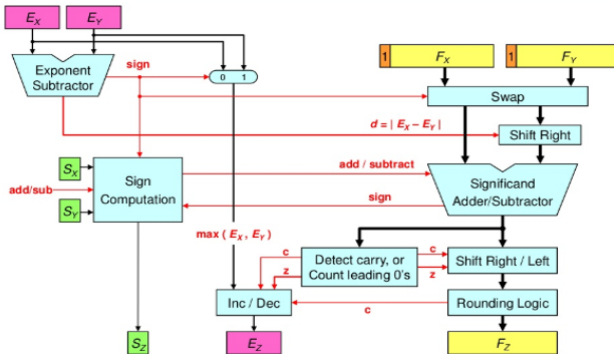 E_X
E_Y
Exponent
Subtractor
sign
0 1
1
F_X
1
F_Y
Swap
d = | E_X – E_Y |
Shift Right
S_X
add/sub
S_Y
Sign
Computation
add / subtract
sign
Significand
Adder/Subtractor
max ( E_X , E_Y )
c
z
Detect carry, or
Count leading 0's
c
z
Shift Right / Left
Inc / Dec
c
Rounding Logic
S_Z
E_Z
F_Z